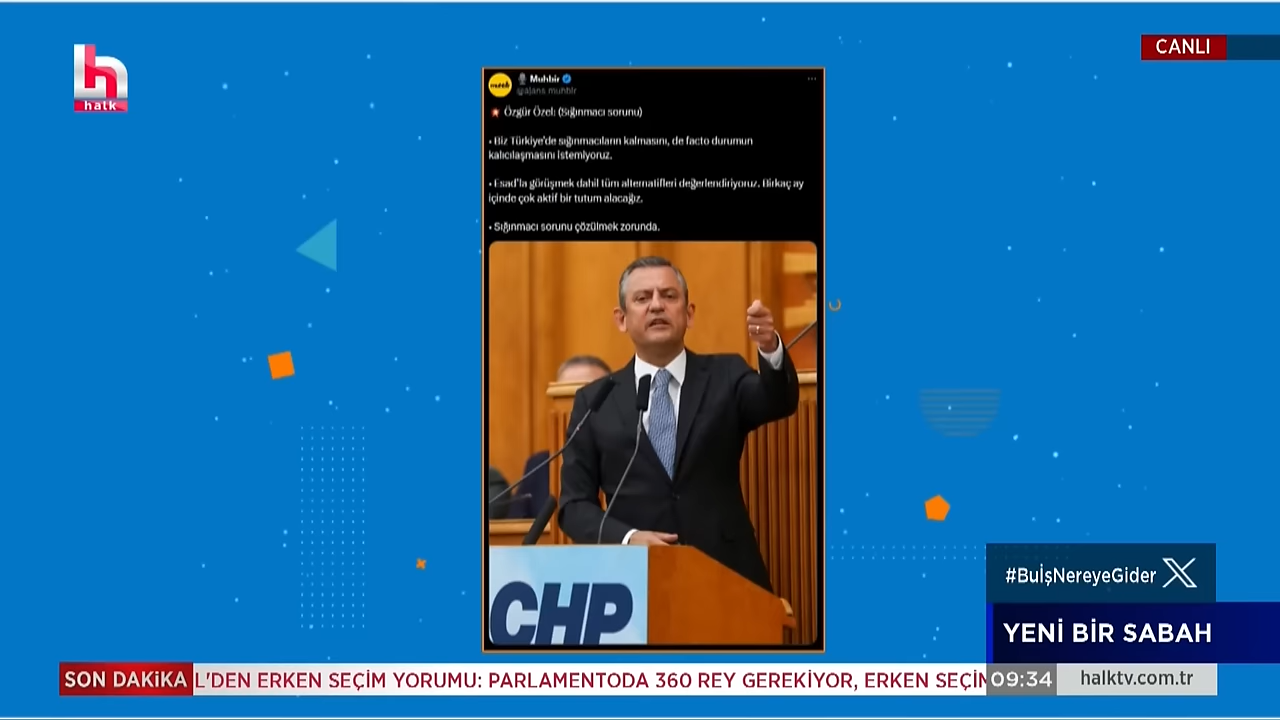 halk
CANLI
Muhbir
@ajans_muhbir
Özgür Özel: (Sığınmacı sorunu)
• Biz Türkiye'de sığınmacıların kalmasını, de facto durumun
kalıcılaşmasını istemiyoruz.
• Esad'la görüşmek dahil tüm alternatifleri değerlendiriyoruz. Birkaç ay
içinde çok aktif bir tutum alacağız.
• Sığınmacı sorunu çözülmek zorunda.
CHP
#BuİşNereyeGider X
YENİ BİR SABAH
SON DAKİKA L'DEN ERKEN SEÇİM YORUMU: PARLAMENTODA 360 REY GEREKİYOR, ERKEN SEÇİM 09:34 halktv.com.tr